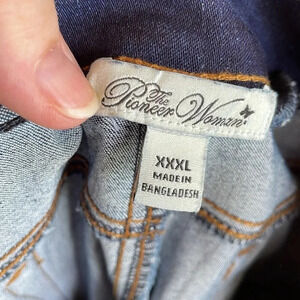 The
Pioneer Woman
XXXL
MADE IN
BANGLADESH